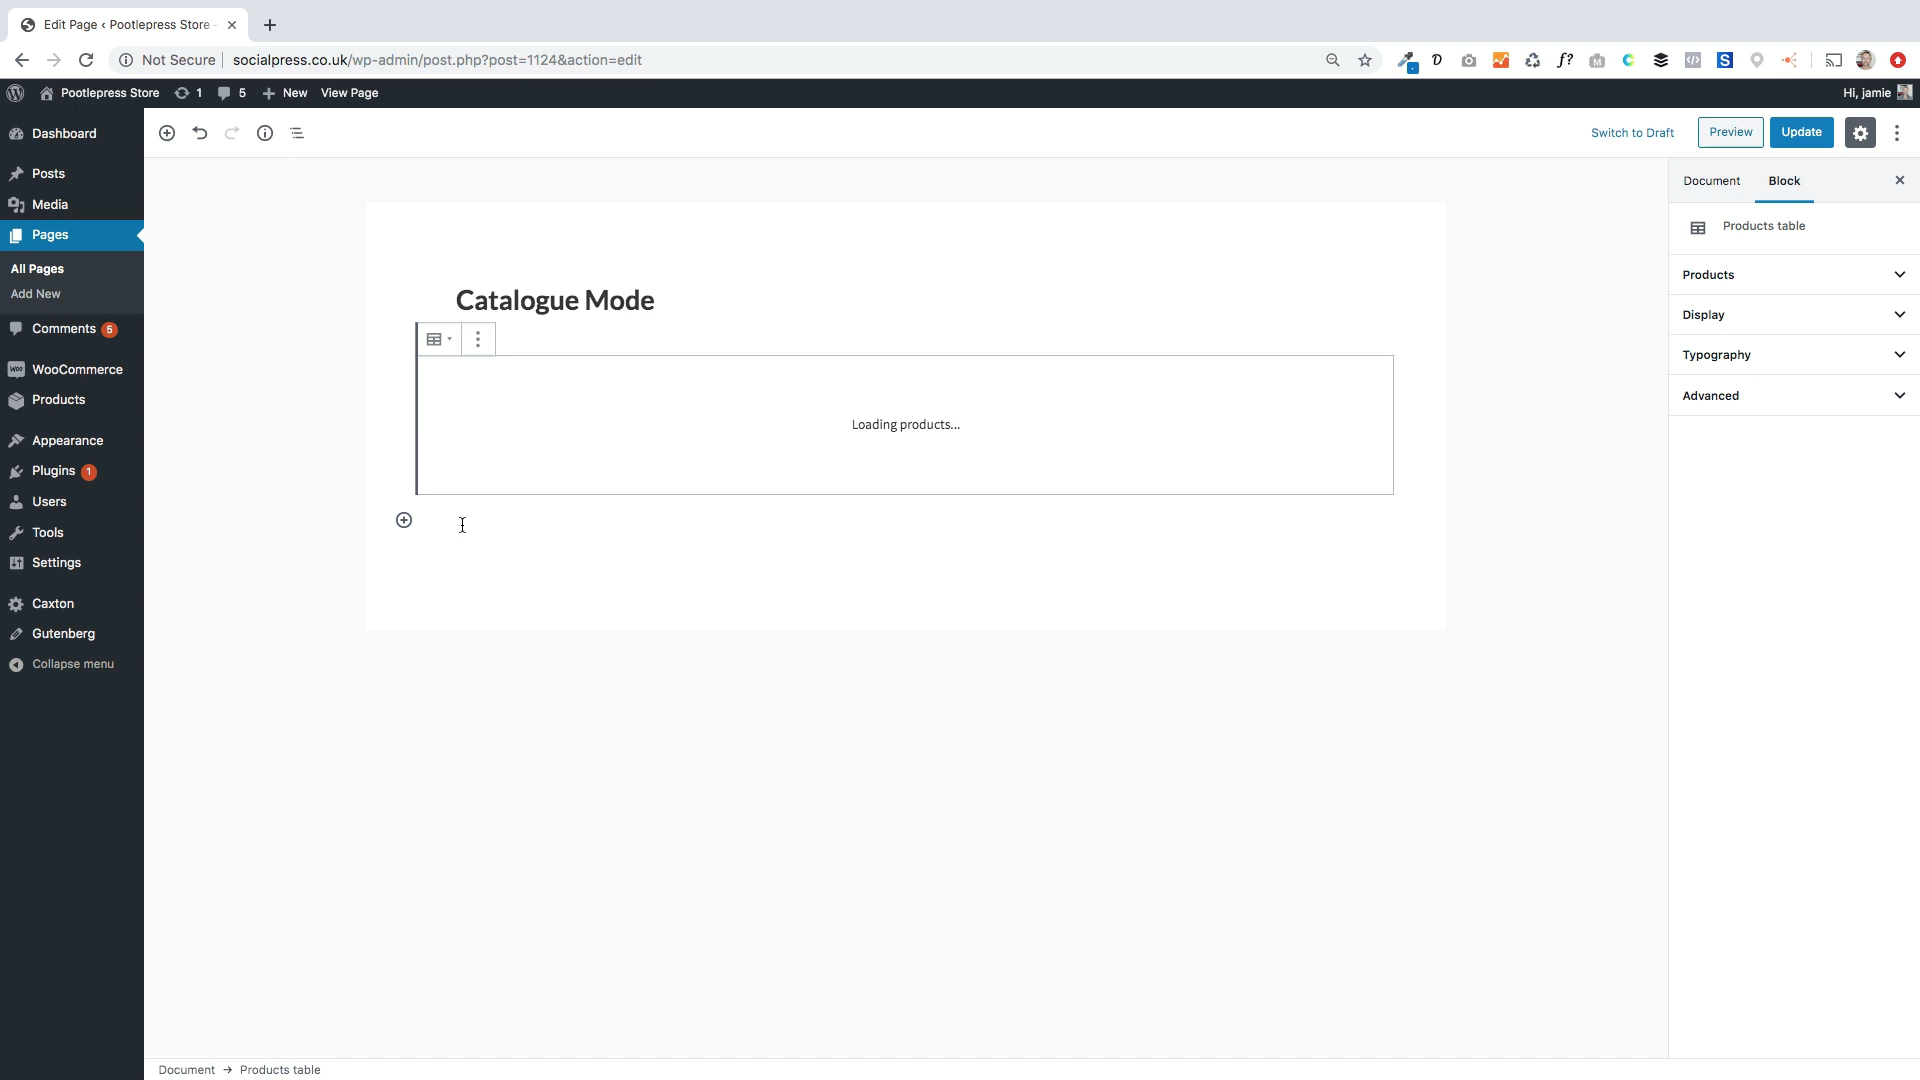 Edit Page ‹ Pootlepress Store -
Not Secure
socialpress.co.uk/wp-admin/post.php?post=1124&action=edit
Pootlepress Store
1
5
New
View Page
Hi, jamie
Dashboard
Posts
Media
Pages
All Pages
Add New
Comments 5
WooCommerce
Products
Appearance
Plugins 1
Users
Tools
Settings
Caxton
Gutenberg
Collapse menu
Switch to Draft
Preview
Update
Catalogue Mode
Loading products...
Document
Block
Products table
Products
Display
Typography
Advanced
Document → Products table